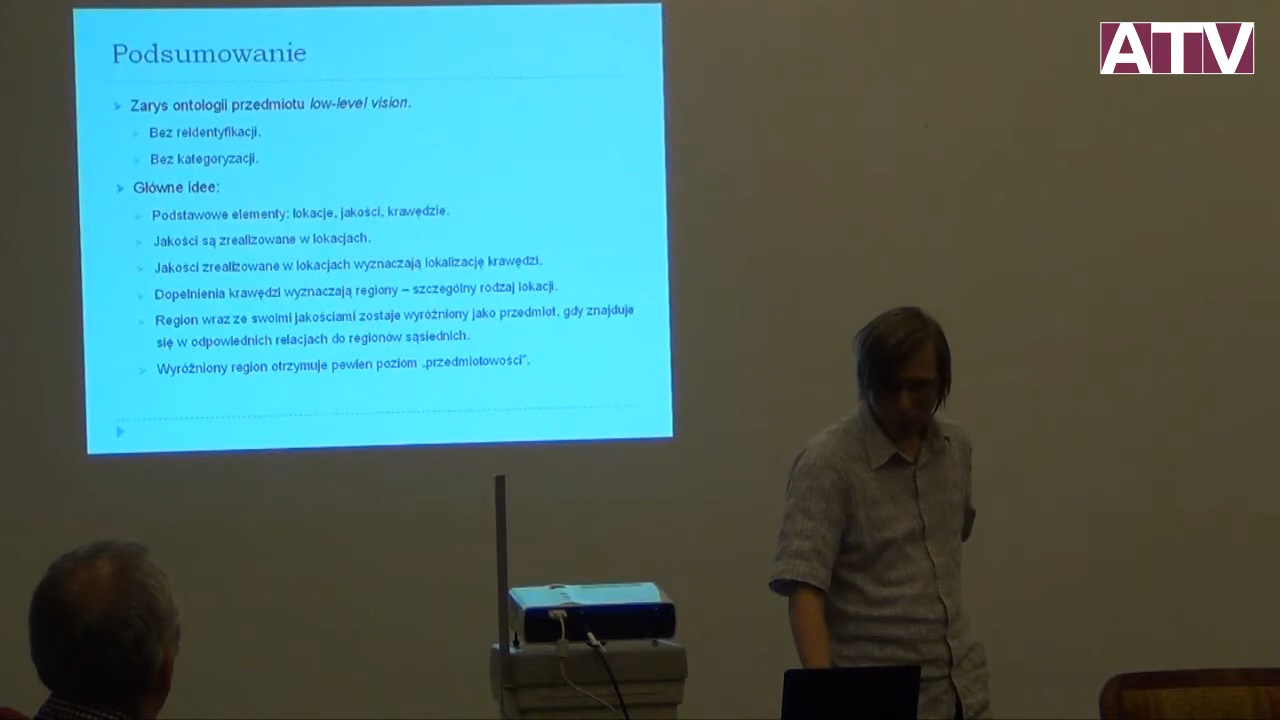 ATV
Podsumowanie
Zarys ontologii przedmiotu low-level vision.
Bez reidentyfikacji.
Bez kategoryzacji.
Główne idee:
Podstawowe elementy: lokacje, jakości, krawędzie.
Jakości są zrealizowane w lokacjach.
Jakości zrealizowane w lokacjach wyznaczają lokalizację krawędzi.
Dopełnienia krawędzi wyznaczają regiony – szczególny rodzaj lokacji.
Region wraz ze swoimi jakościami zostaje wyróżniony jako przedmiot, gdy znajduje
się w odpowiednich relacjach do regionów sąsiednich.
Wyróżniony region otrzymuje pewien poziom „przedmiotowości”.